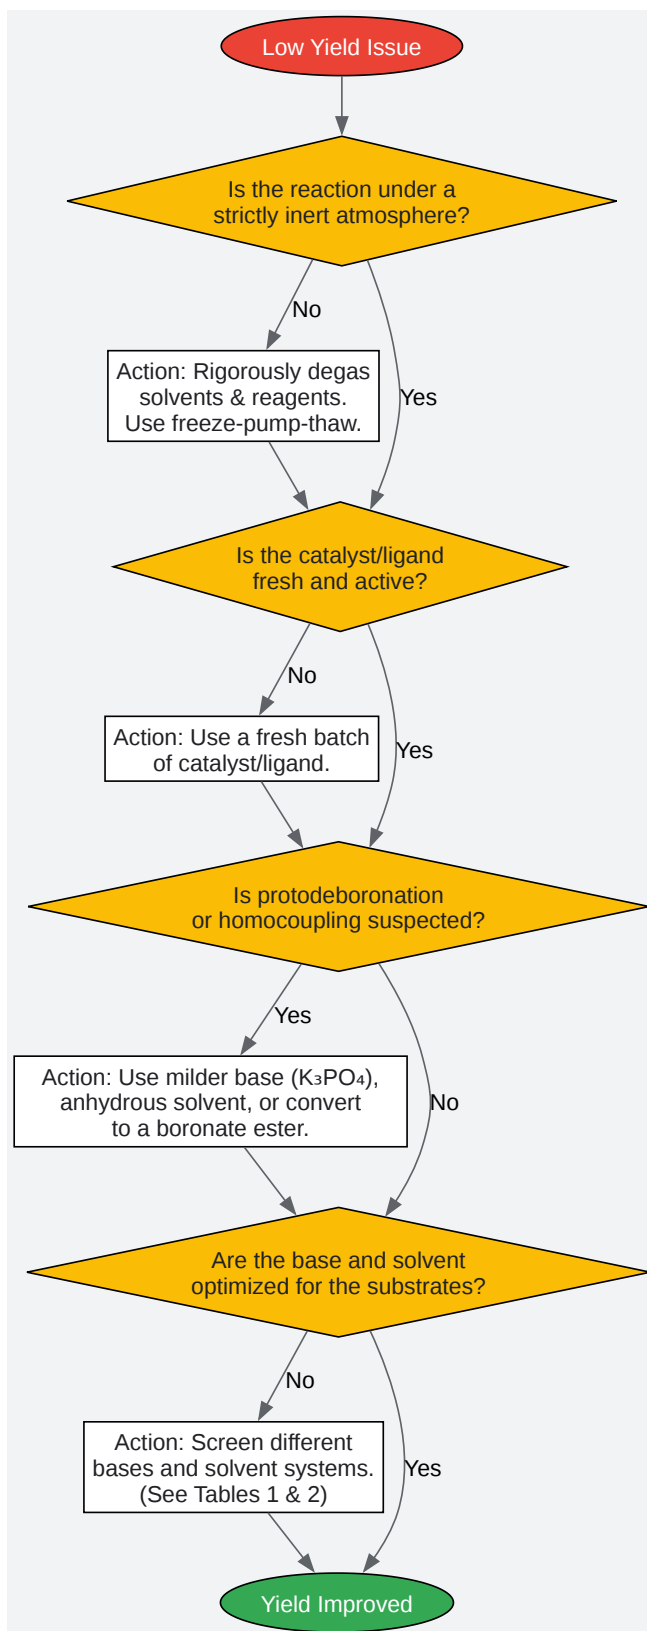 Low Yield Issue
Is the reaction under a
strictly inert atmosphere?
No
Action: Rigorously degas
solvents & reagents.
Use freeze-pump-thaw.
Yes
Is the catalyst/ligand
fresh and active?
No
Action: Use a fresh batch
of catalyst/ligand.
Yes
Is protodeboronation
or homocoupling suspected?
Yes
Action: Use milder base (K₃PO₄),
anhydrous solvent, or convert
to a boronate ester.
No
Are the base and solvent
optimized for the substrates?
No
Action: Screen different
bases and solvent systems.
(See Tables 1 & 2)
Yes
Yield Improved